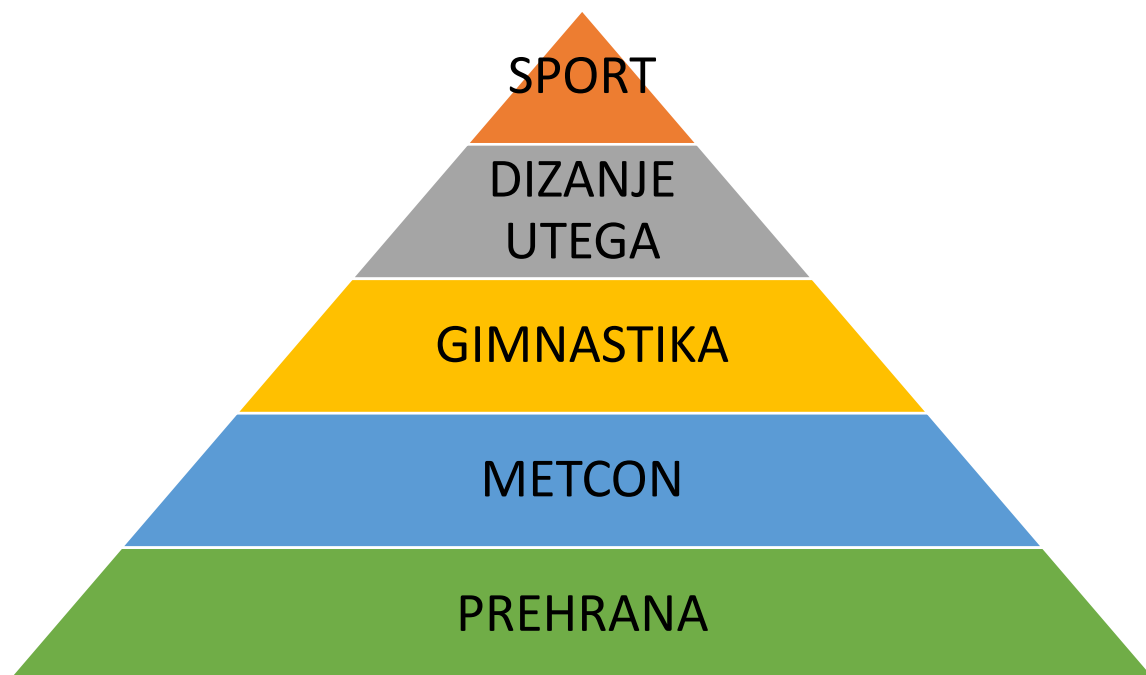 SPORT
DIZANJE
UTEGA
GIMNASTIKA
METCON
PREHRANA